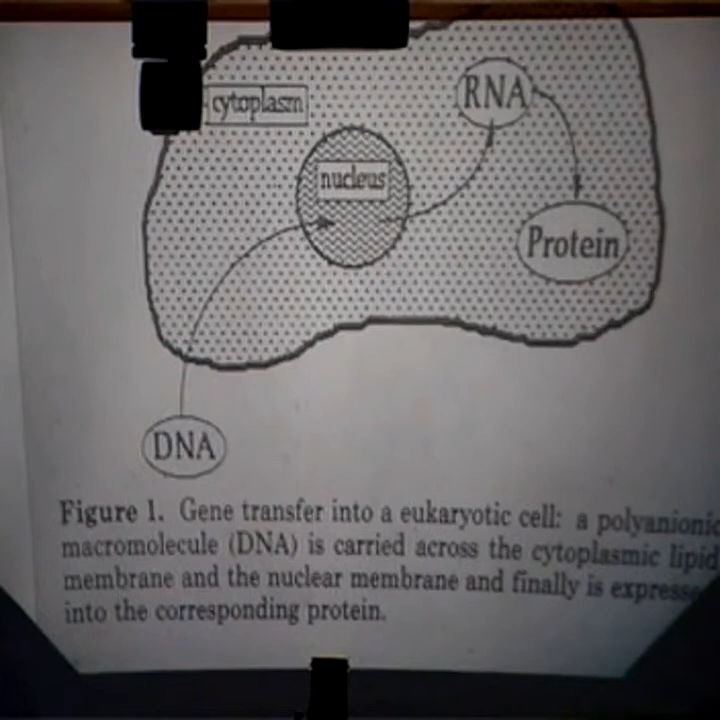 cytoplasm
RNA
nucleus
Protein
DNA
Figure 1. Gene transfer into a eukaryotic cell: a polyanionic
macromolecule (DNA) is carried across the cytoplasmic lipid
membrane and the nuclear membrane and finally is expresse
into the corresponding protein.